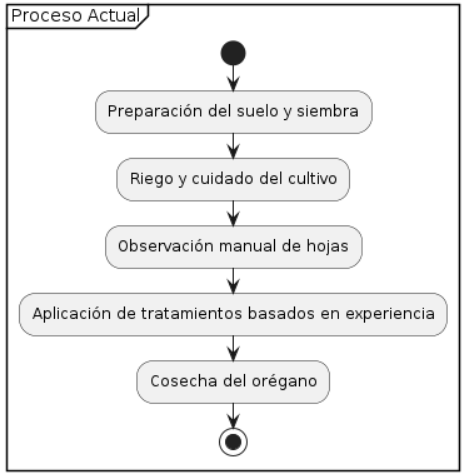 Proceso Actual
Preparación del suelo y siembra
Riego y cuidado del cultivo
Observación manual de hojas
Aplicación de tratamientos basados en experiencia
Cosecha del orégano